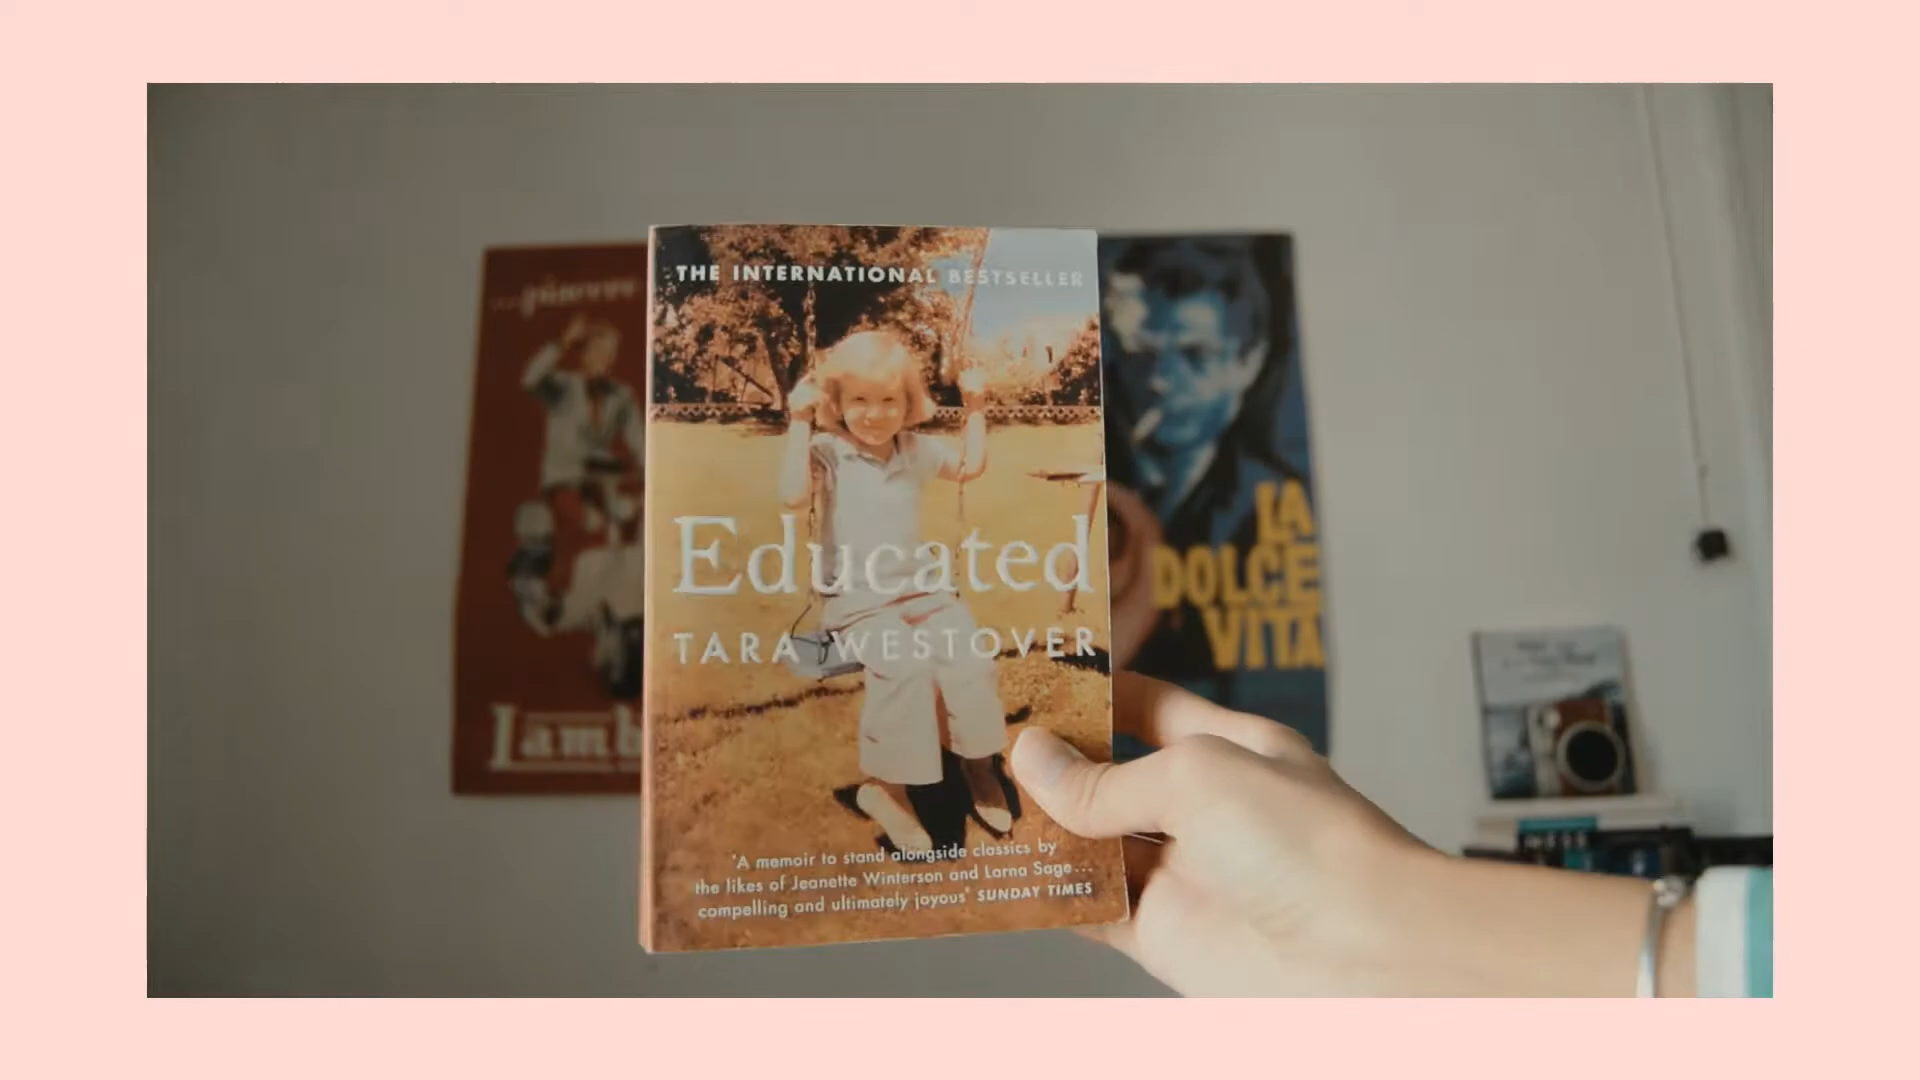 THE INTERNATIONAL BESTSELLER
Educated
TARA WESTOVER
'A memoir to stand alongside classics by
the likes of Jeanette Winterson and Lorna Sage...
compelling and ultimately joyous' SUNDAY TIMES
Lamb
LA
DOLCE
VITA